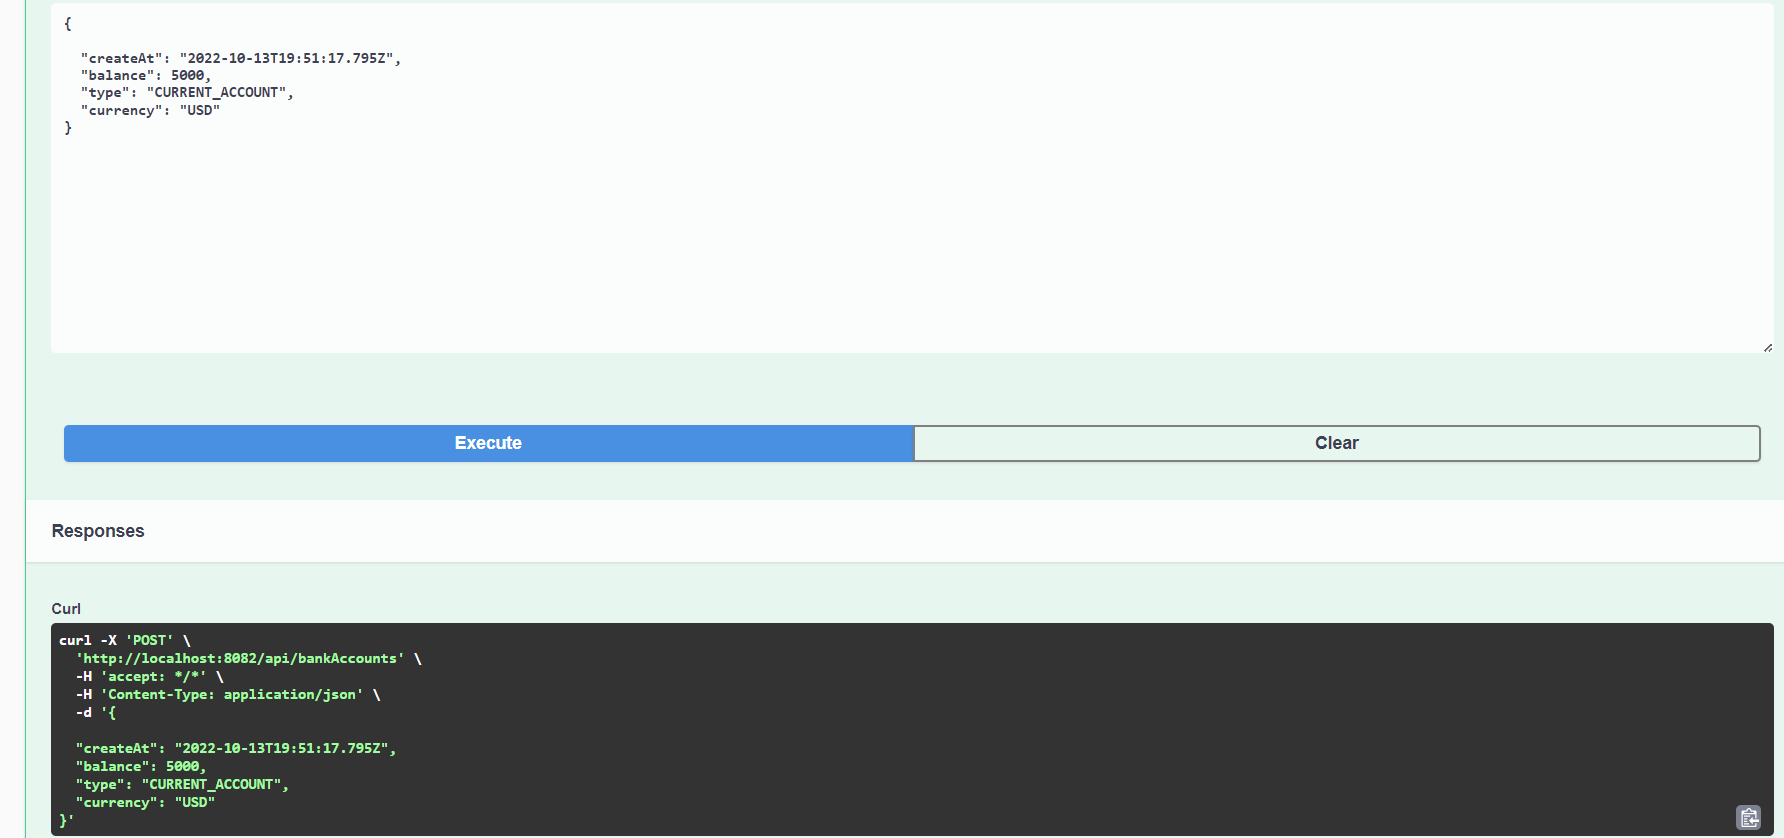 {
"createAt": "2022-10-13T19:51:17.795Z",
"balance": 5000,
"type": "CURRENT_ACCOUNT",
"currency": "USD"
}
Execute
Clear
Responses
Curl
curl -X 'POST' \
'http://localhost:8082/api/bankAccounts' \
-H 'accept: */*' \
-H 'Content-Type: application/json' \
-d '{
"createAt": "2022-10-13T19:51:17.795Z",
"balance": 5000,
"type": "CURRENT_ACCOUNT",
"currency": "USD"
}'